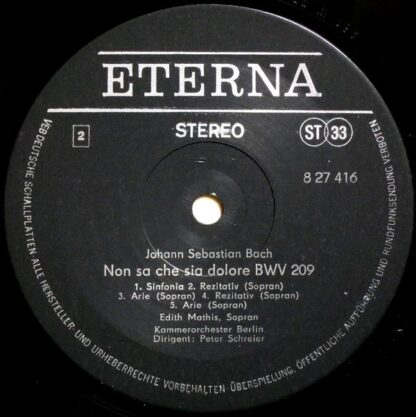 ETERNA
2
STEREO
ST 33
8 27 416
Johann Sebastian Bach
Non sa che sia dolore BWV 209
1. Sinfonia 2. Rezitativ (Sopran)
3. Arie (Sopran) 4. Rezitativ (Sopran)
5. Arie (Sopran)
Edith Mathis, Sopran
Kammerorchester Berlin
Dirigent: Peter Schreier
VEB DEUTSCHE SCHALLPLATTEN · ALLE HERSTELLER- UND URHEBERRECHTE VORBEHALTEN · ÜBERSPIELUNG, ÖFFENTLICHE AUFFÜHRUNG UND RUNDFUNKSENDUNG VERBOTEN